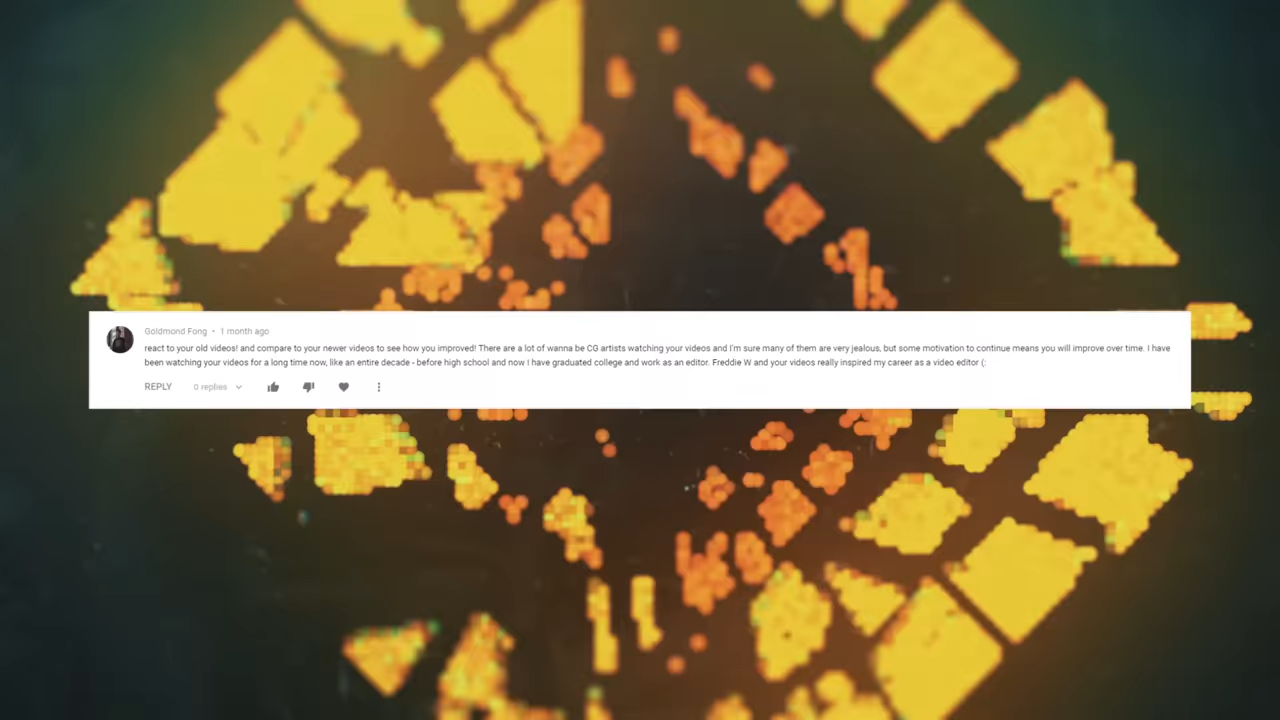 Goldmond Fong • 1 month ago
react to your old videos! and compare to your newer videos to see how you improved! There are a lot of wanna be CG artists watching your videos and I'm sure many of them are very jealous, but some motivation to continue means you will improve over time. I have
been watching your videos for a long time now, like an entire decade - before high school and now I have graduated college and work as an editor. Freddie W and your videos really inspired my career as a video editor (:
REPLY 0 replies